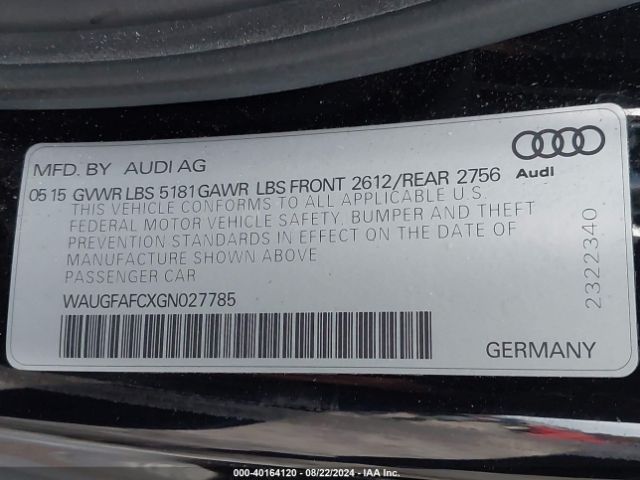 MFD. BY AUDI AG
Audi
05 15 GVWR LBS 5181 GAWR LBS FRONT 2612/REAR 2756
THIS VEHICLE CONFORMS TO ALL APPLICABLE U.S.
FEDERAL MOTOR VEHICLE SAFETY, BUMPER AND THEFT
PREVENTION STANDARDS IN EFFECT ON THE DATE OF
MANUFACTURE SHOWN ABOVE
PASSENGER CAR
WAUGFAFCXGN027785
GERMANY
2322340
000-40164120 - 08/22/2024 - IAA Inc.